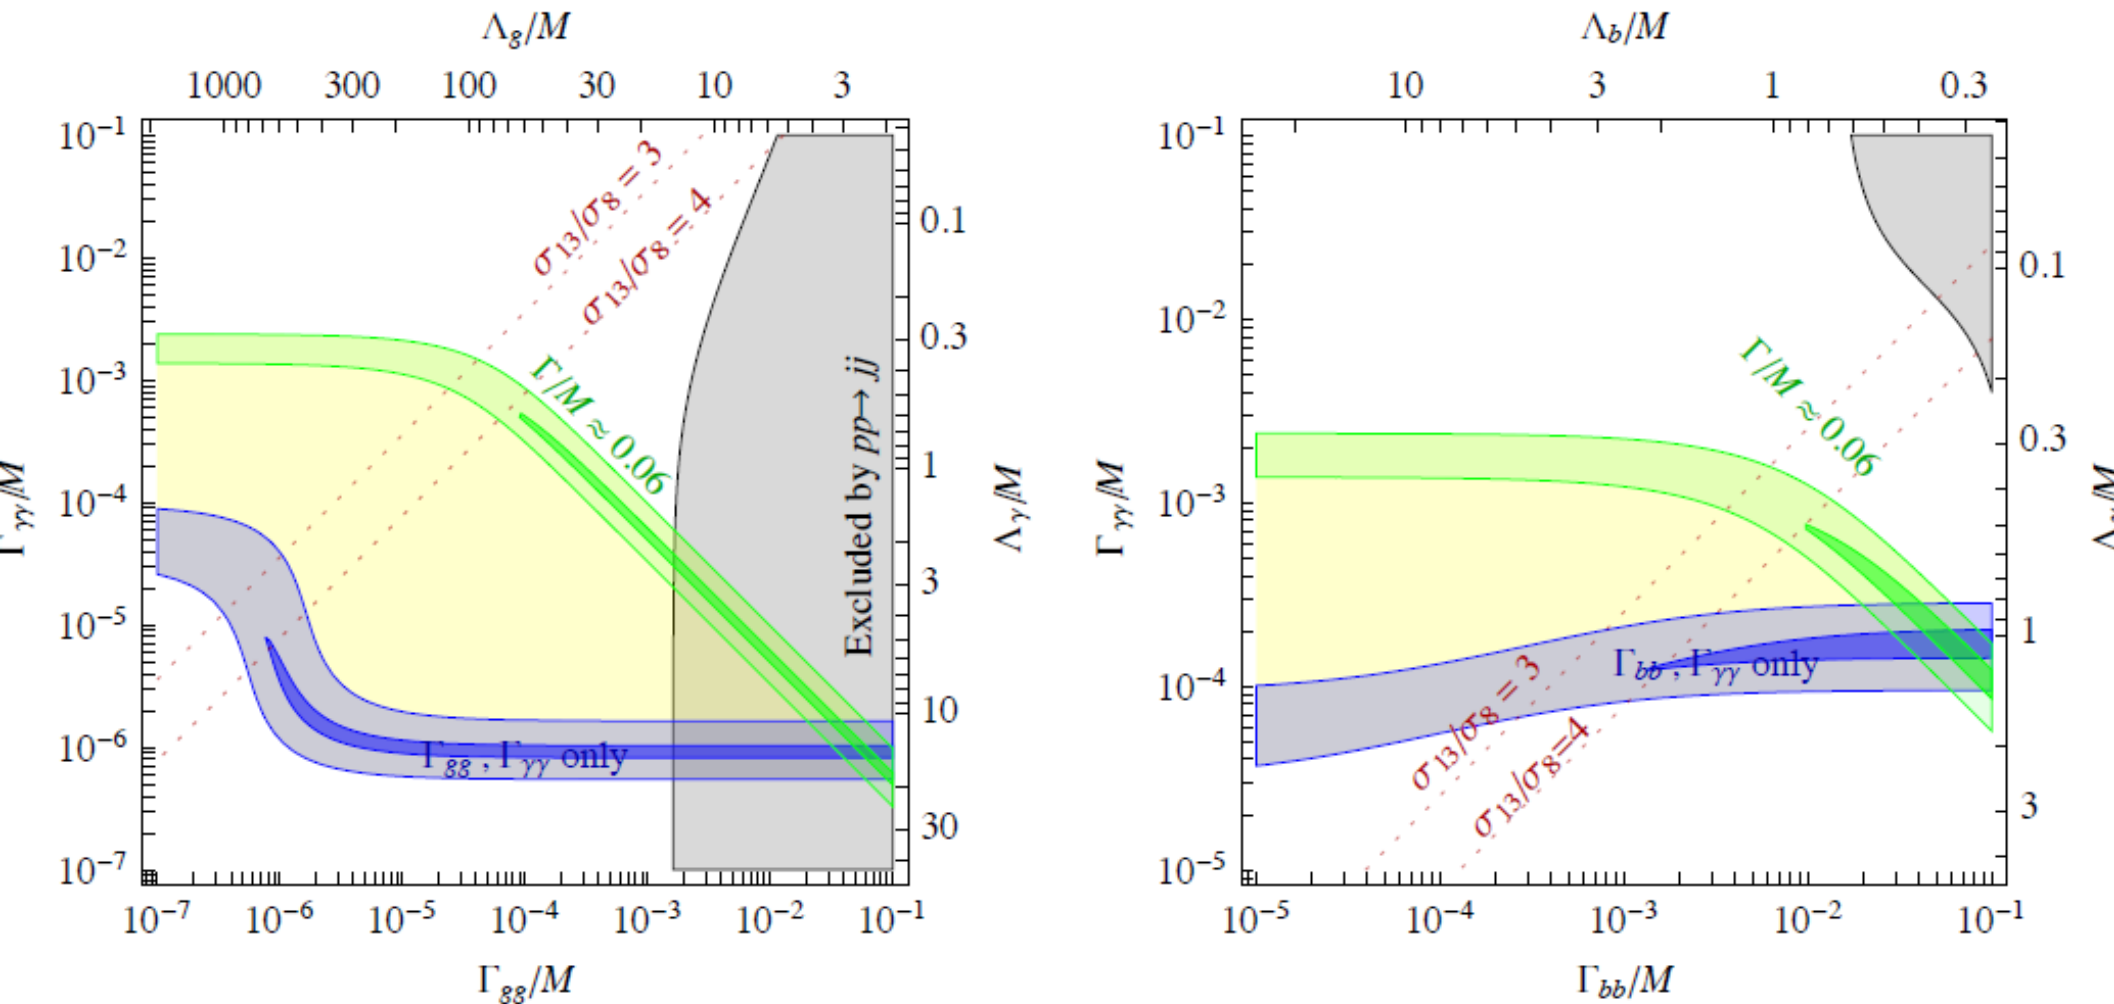 Λg/M
1000 300 100 30 10 3
10⁻¹
10⁻²
10⁻³
10⁻⁴
10⁻⁵
10⁻⁶
10⁻⁷
Γγγ/M
σ₁₃/σ₈ = 3
σ₁₃/σ₈ = 4
Γ/M ≈ 0.06
Excluded by pp→ jj
Γgg, Γγγ only
0.1
0.3
1
3
10
30
Λγ/M
10⁻⁷ 10⁻⁶ 10⁻⁵ 10⁻⁴ 10⁻³ 10⁻² 10⁻¹
Γgg/M
Λb/M
10 3 1 0.3
10⁻¹
10⁻²
10⁻³
10⁻⁴
10⁻⁵
Γγγ/M
Γ/M ≈ 0.06
Γbb, Γγγ only
σ₁₃/σ₈ = 3
σ₁₃/σ₈=4
0.1
0.3
1
3
10⁻⁵ 10⁻⁴ 10⁻³ 10⁻² 10⁻¹
Γbb/M